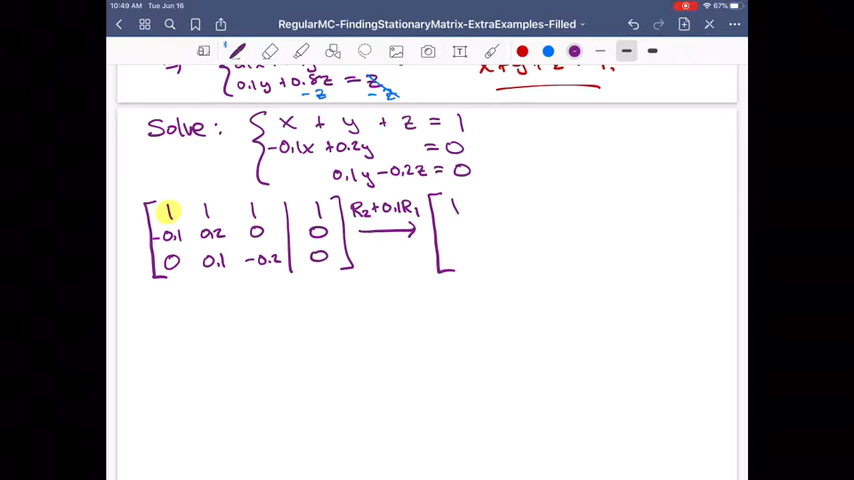 10:49 AM Tue Jun 16
67%
RegularMC-FindingStationaryMatrix-ExtraExamples-Filled
0.1y + 0.8z = z
-z -z
Solve: { x + y + z = 1
-0.1x + 0.2y = 0
0.1y - 0.2z = 0
[ 1 1 1 | 1 ] R₂+0.1R₁ → [ 1
-0.1 0.2 0 | 0
0 0.1 -0.2 | 0